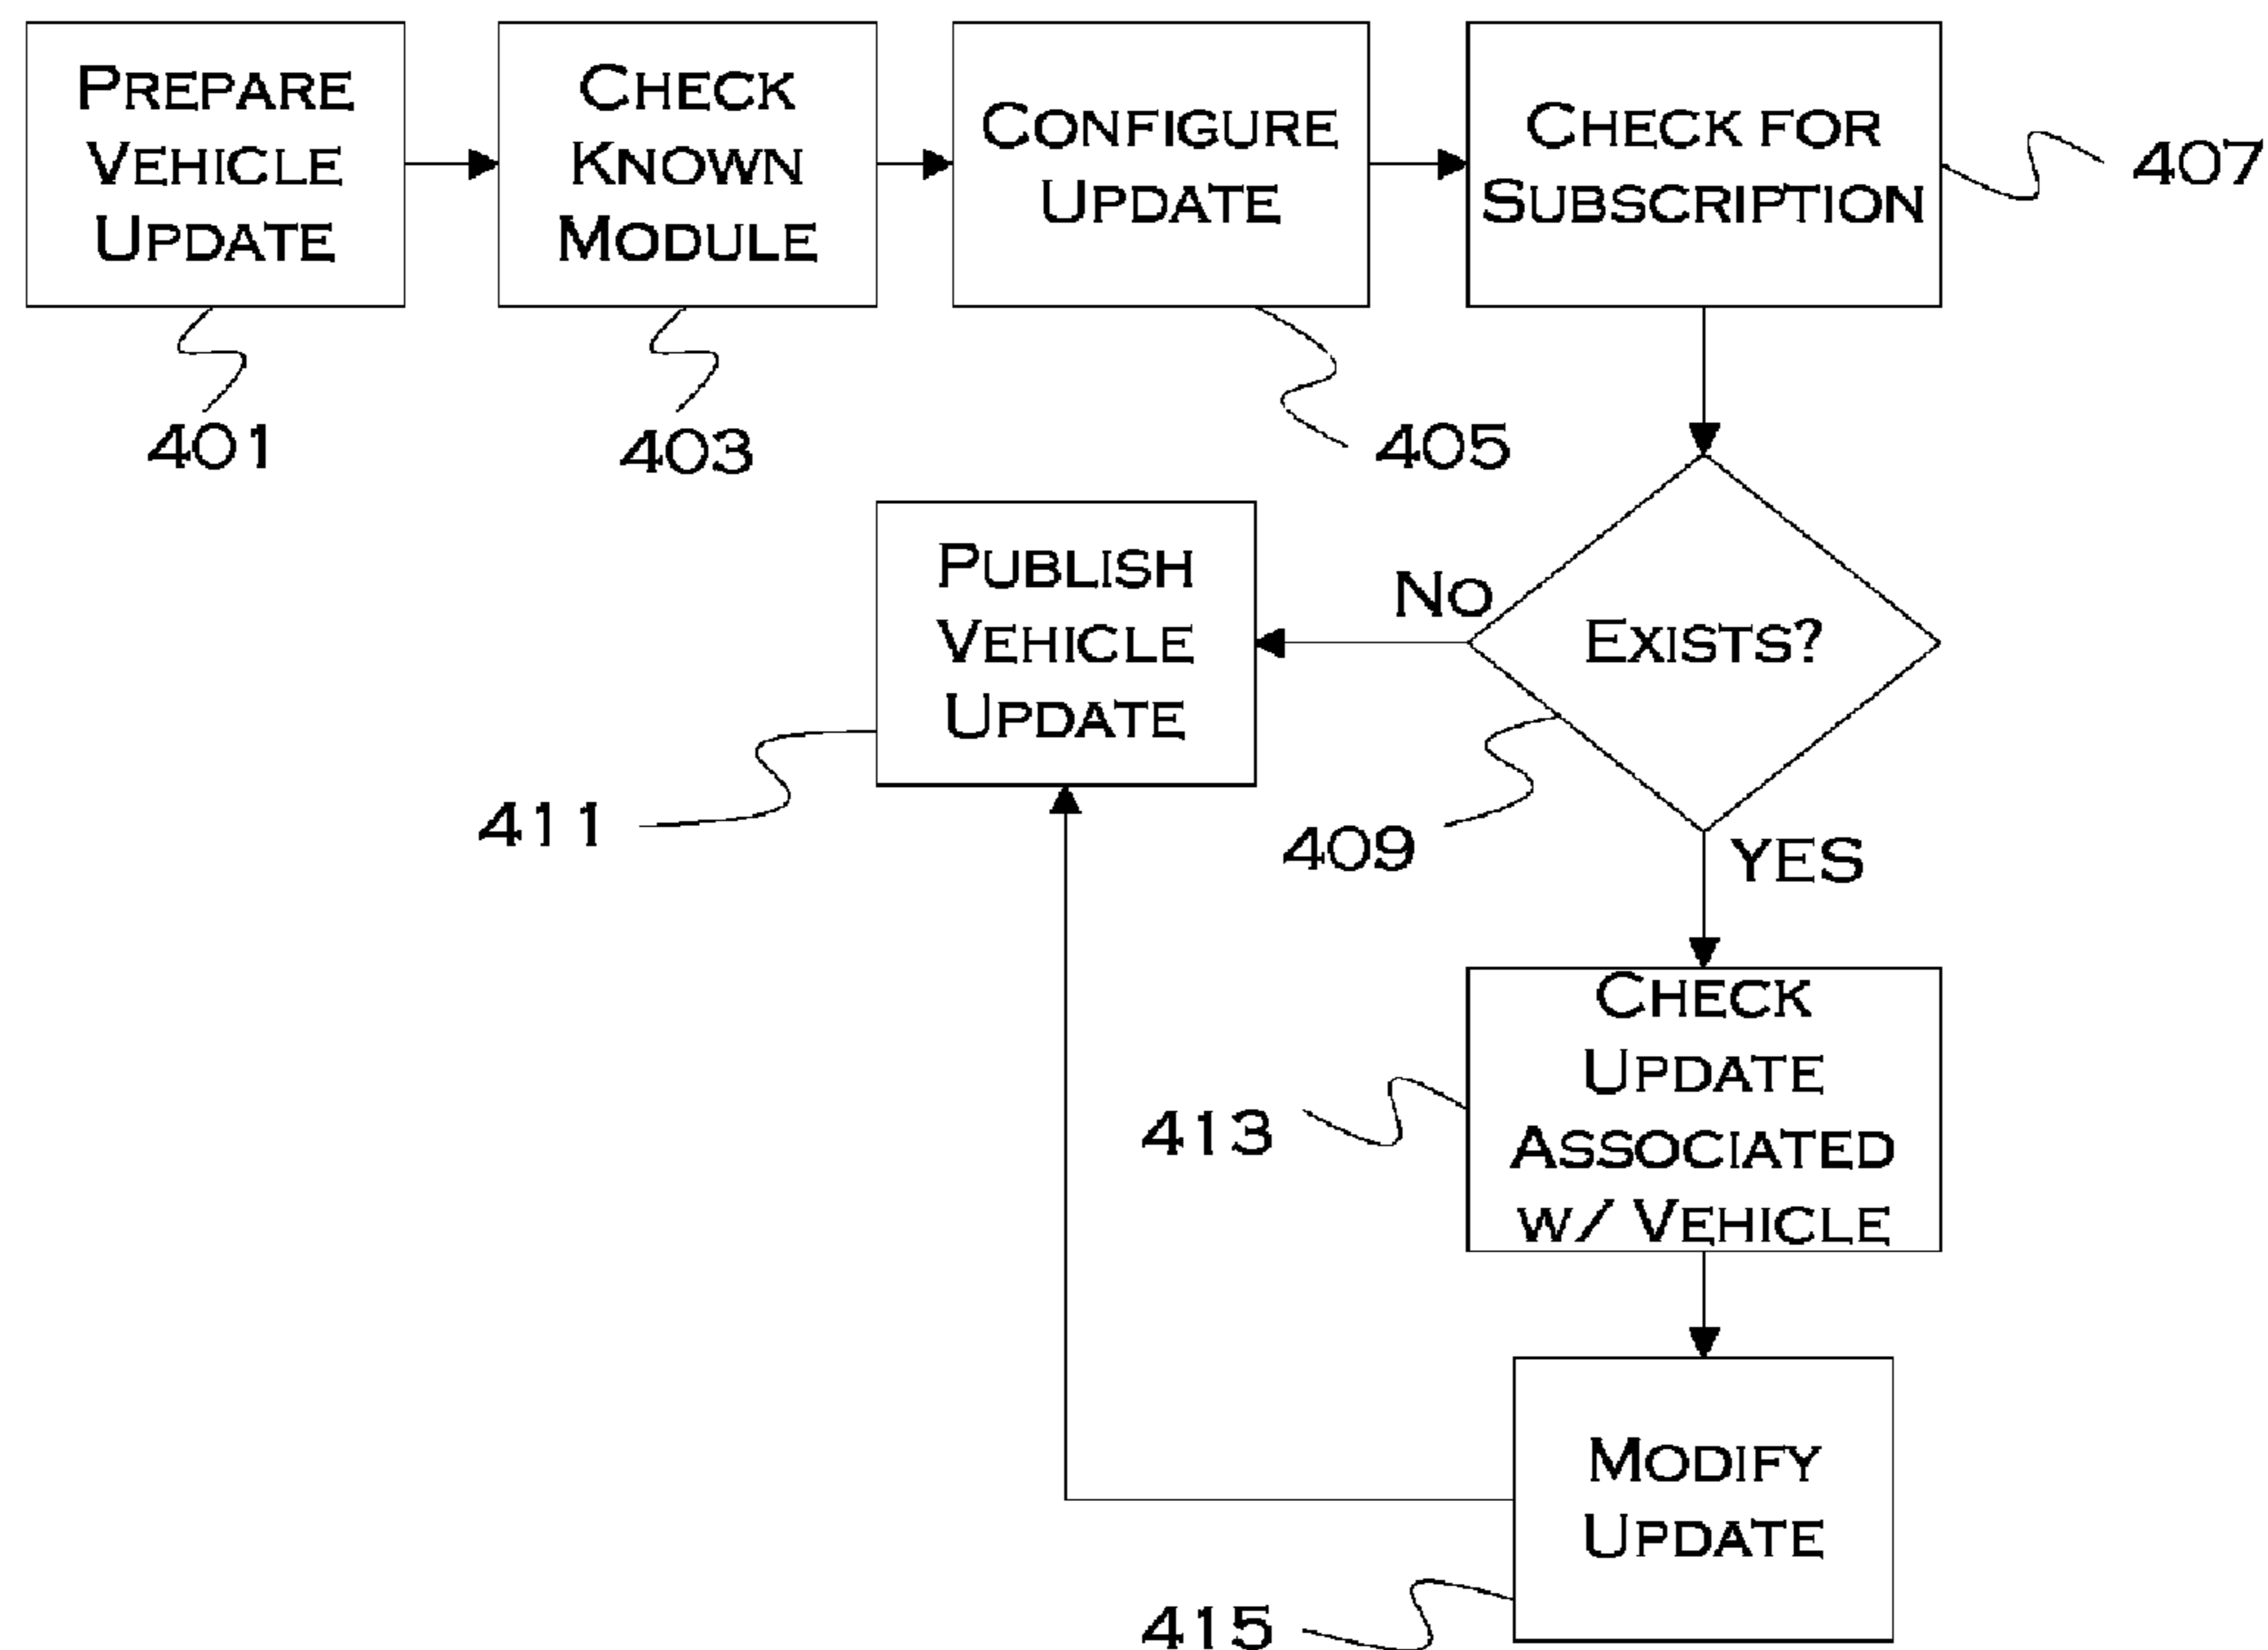 Prepare
Vehicle
Update
Check
Known
Module
Configure
Update
Check for
Subscription
407
401
403
405
Publish
Vehicle
Update
No
Exists?
411
409
YES
Check
Update
Associated
w/ Vehicle
413
Modify
Update
415